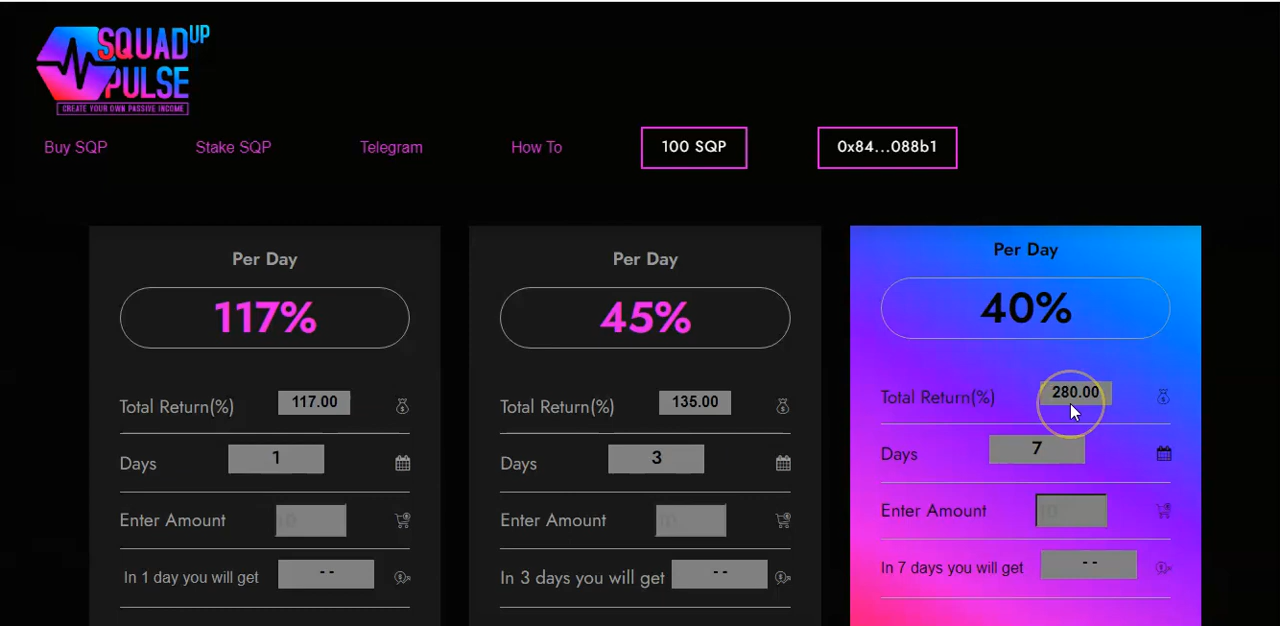 SQUAD UP
PULSE
CREATE YOUR OWN PASSIVE INCOME
Buy SQP
Stake SQP
Telegram
How To
100 SQP
0x84...088b1
Per Day
117%
Total Return(%) 117.00
Days 1
Enter Amount 10
In 1 day you will get --
Per Day
45%
Total Return(%) 135.00
Days 3
Enter Amount 10
In 3 days you will get --
Per Day
40%
Total Return(%) 280.00
Days 7
Enter Amount 10
In 7 days you will get --